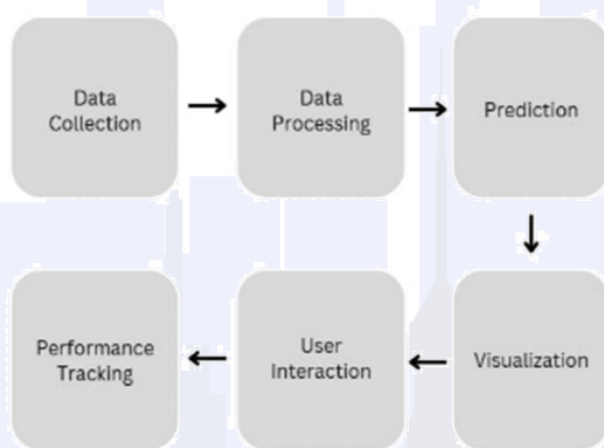 Data
Collection
Data
Processing
Prediction
Performance
Tracking
User
Interaction
Visualization